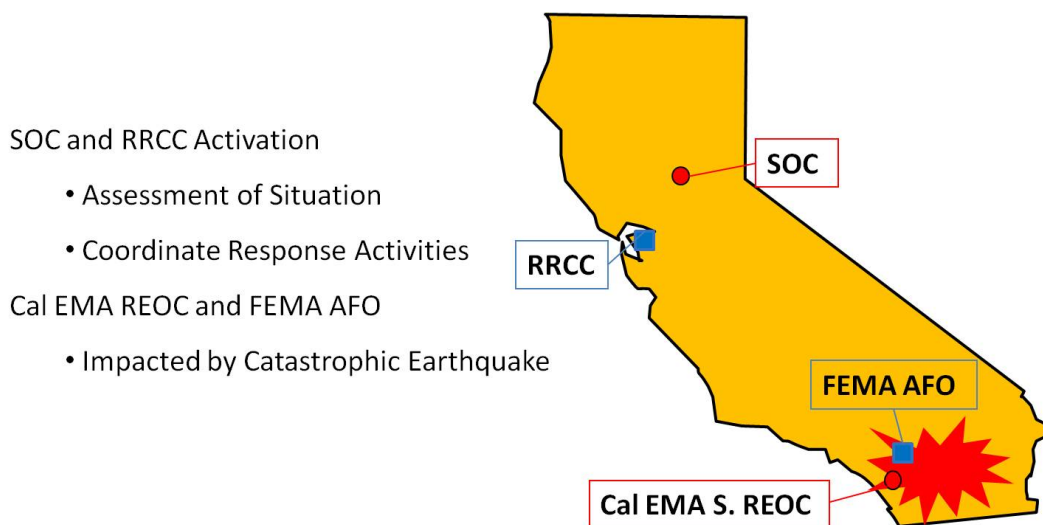 SOC and RRCC Activation
• Assessment of Situation
• Coordinate Response Activities
Cal EMA REOC and FEMA AFO
• Impacted by Catastrophic Earthquake
SOC
RRCC
FEMA AFO
Cal EMA S. REOC